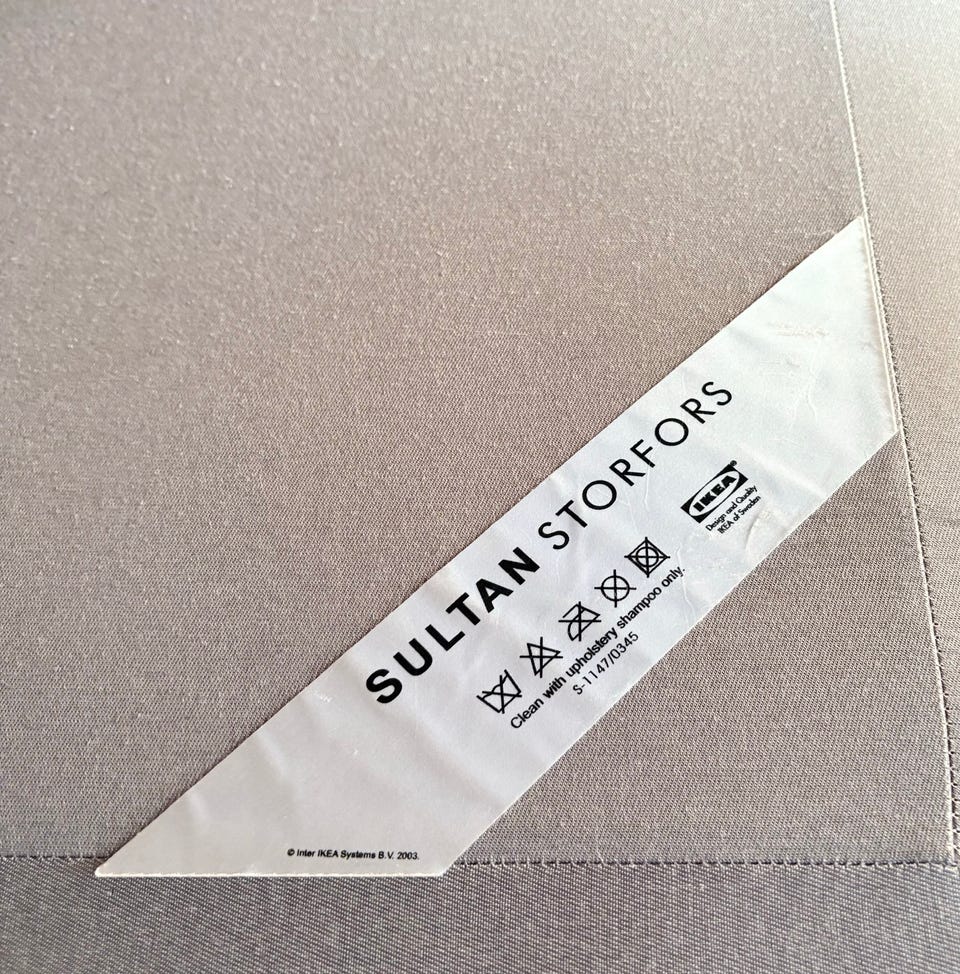 SULTAN STORFORS
IKEA®
Design and Quality
IKEA of Sweden
Clean with upholstery shampoo only.
S-1147/0345
© Inter IKEA Systems B.V. 2003.